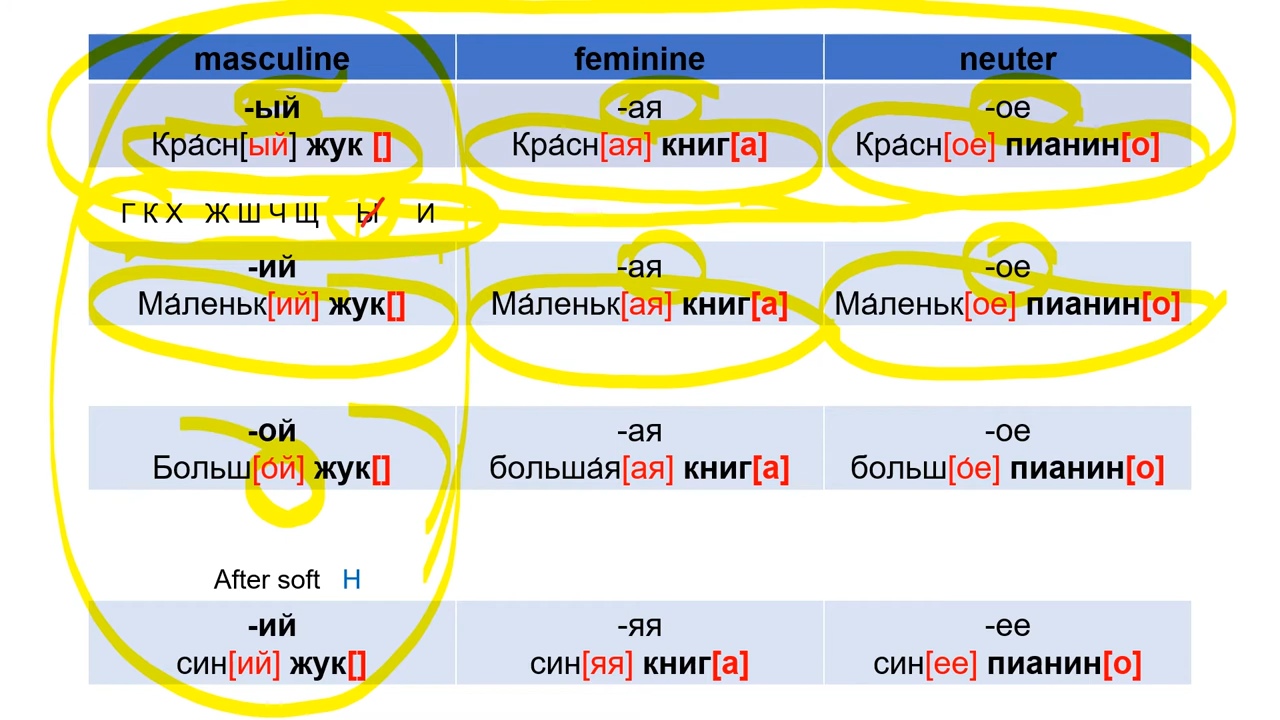 masculine feminine neuter
-ый -ая -ое
Кра́сн[ый] жук [] Кра́сн[ая] книг[а] Кра́сн[ое] пианин[о]
Г К Х Ж Ш Ч Щ Ы И
-ий -ая -ое
Ма́леньк[ий] жук[] Ма́леньк[ая] книг[а] Ма́леньк[ое] пианин[о]
-ой -ая -ое
Больш[о́й] жук[] больша́я[ая] книг[а] больш[о́е] пианин[о]
After soft Н
-ий -яя -ее
син[ий] жук[] син[яя] книг[а] син[ее] пианин[о]